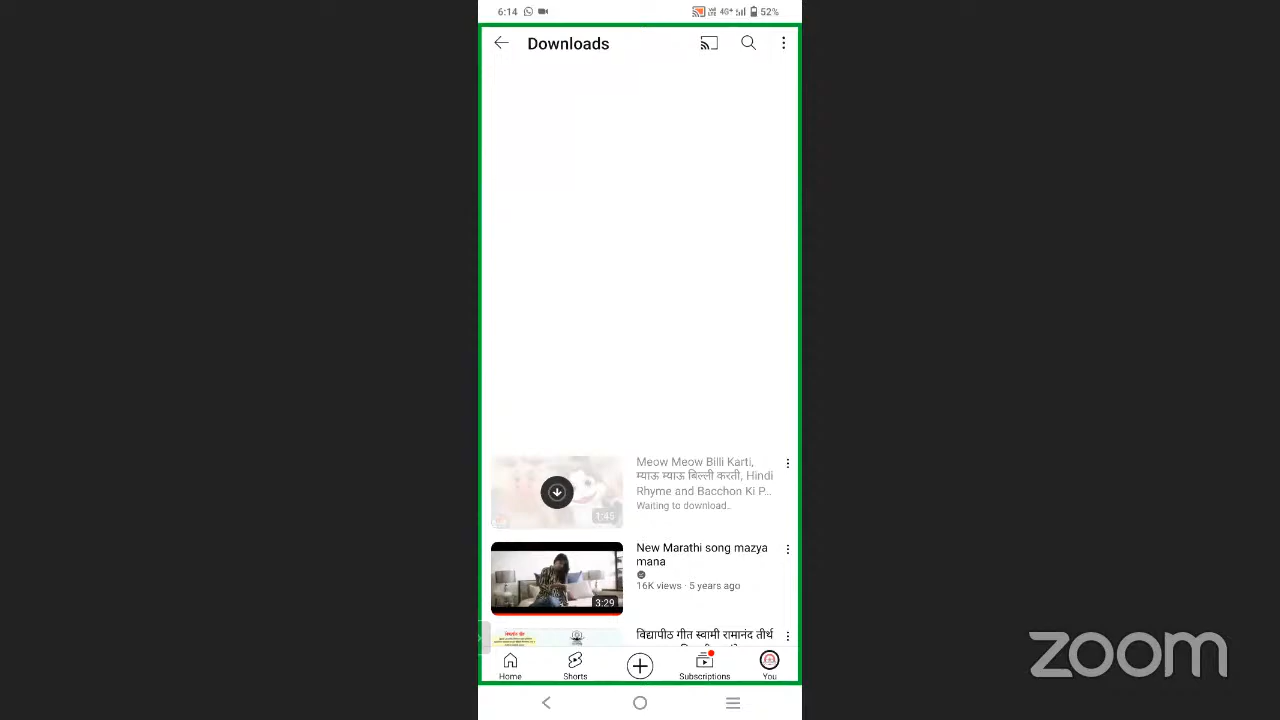 6:14 4G+ 52%
Downloads
Meow Meow Billi Karti,
म्याऊ म्याऊ बिल्ली करती, Hindi
Rhyme and Bacchon Ki P...
Waiting to download..
1:45
New Marathi song mazya
mana
16K views · 5 years ago
3:29
विद्यापीठ गीत स्वामी रामानंद तीर्थ
Home
Shorts
Subscriptions
You
zoom